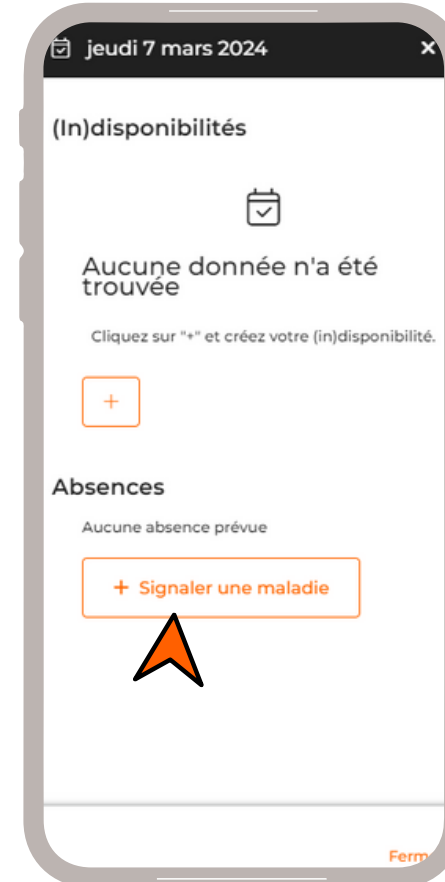 jeudi 7 mars 2024
(In)disponibilités
Aucune donnée n'a été
trouvée
Cliquez sur "+" et créez votre (in)disponibilité.
+
Absences
Aucune absence prévue
+ Signaler une maladie